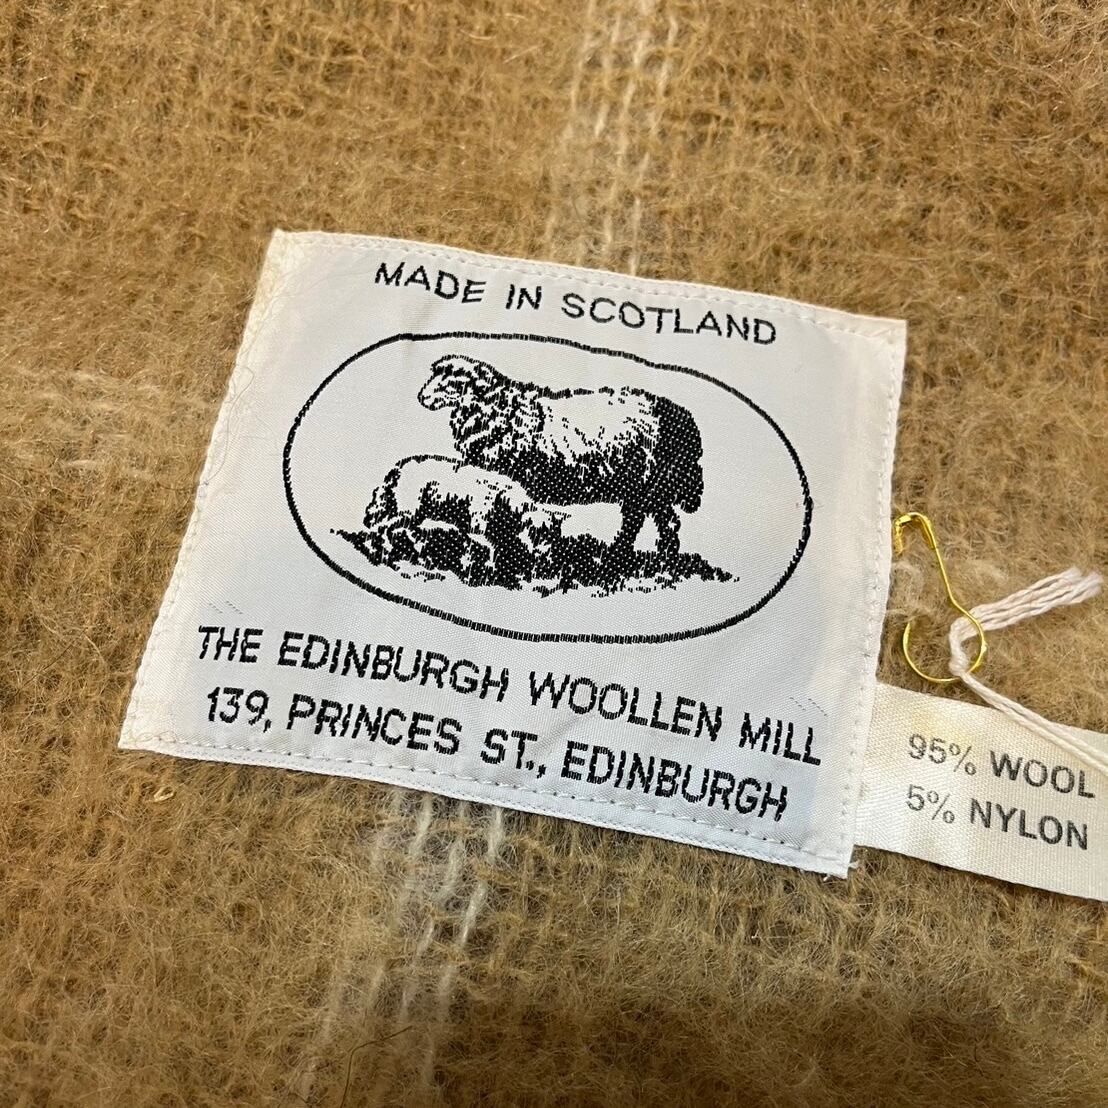 MADE IN SCOTLAND
THE EDINBURGH WOOLLEN MILL
139, PRINCES ST., EDINBURGH
95% WOOL
5% NYLON